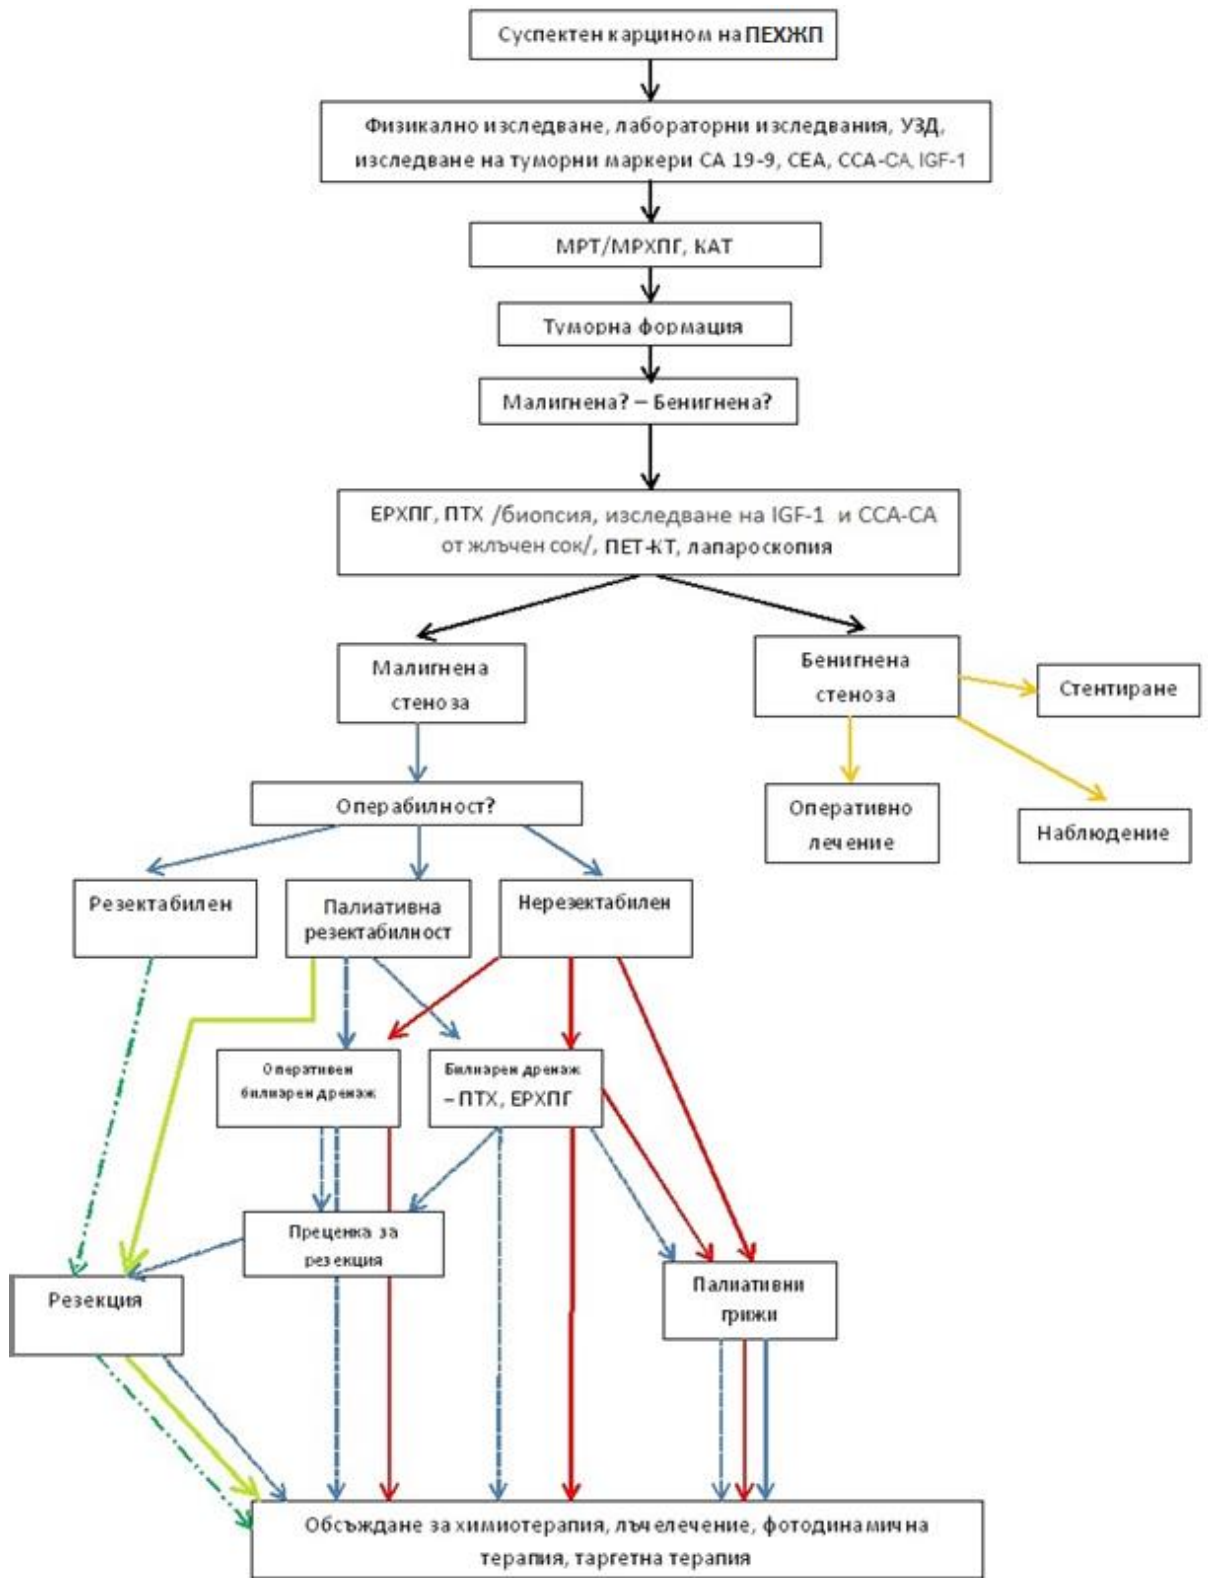 Суспектен карцином на ПЕХЖП
Физикално изследване, лабораторни изследвания, УЗД,
изследване на туморни маркери CA 19-9, CEA, CCA-CA, IGF-1
МРТ/МРХПГ, КАТ
Туморна формация
Малигнена? – Бенигнена?
ЕРХПГ, ПТХ /биопсия, изследване на IGF-1 и CCA-CA
от жлъчен сок/, ПЕТ-КТ, лапароскопия
Малигнена
стеноза
Бенигнена
стеноза
Стентиране
Операбилност?
Оперативно
лечение
Наблюдение
Резектабилен
Палиативна
резектабилност
Нерезектабилен
Оперативен
билиарен дренаж
Билиарен дренаж
– ПТХ, ЕРХПГ
Преценка за
резекция
Резекция
Палиативни
грижи
Обсъждане за химиотерапия, лъчелечение, фотодинамична
терапия, таргетна терапия